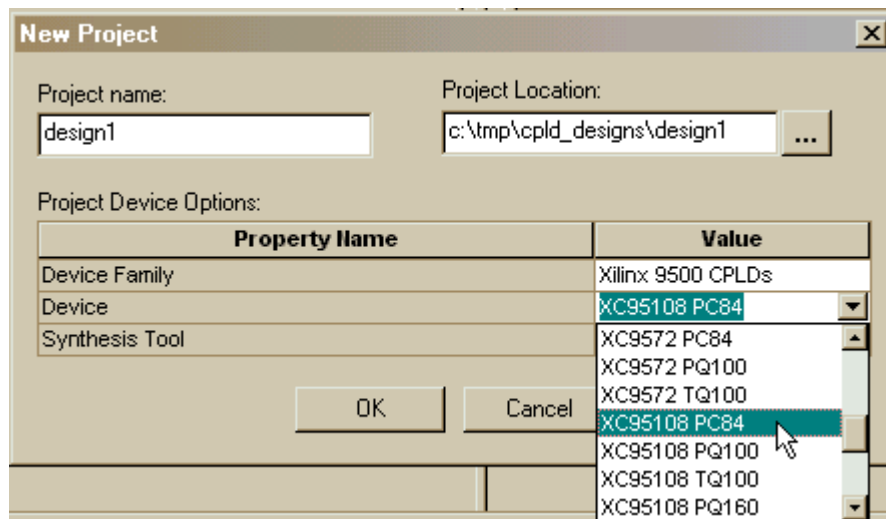 New Project
Project name:
Project Location:
design1
c:\tmp\cpld_designs\design1
...
Project Device Options:
Property Name
Value
Device Family
Xilinx 9500 CPLDs
Device
XC95108 PC84
Synthesis Tool
XC9572 PC84
XC9572 PQ100
XC9572 TQ100
XC95108 PC84
XC95108 PQ100
XC95108 TQ100
XC95108 PQ160
OK
Cancel